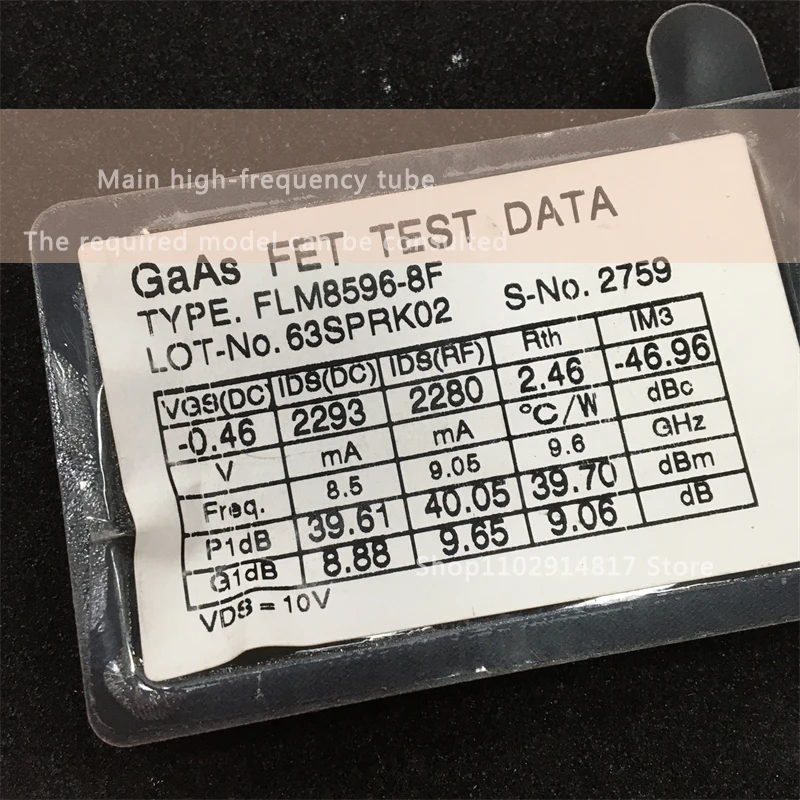 Main high-frequency tube
The required model can be consulted
GaAs FET TEST DATA
TYPE. FLM8596-8F
S-No. 2759
LOT-No. 63SPRK02
VGS(DC) IDS(DC) IDS(RF) Rth IM3
-0.46 2293 2280 2.46 -46.96
V mA mA °C/W dBc
Freq. 8.5 9.05 9.6 GHz
P1dB 39.61 40.05 39.70 dBm
G1dB 8.88 9.65 9.06 dB
VDS = 10V
Shop1102914817 Store